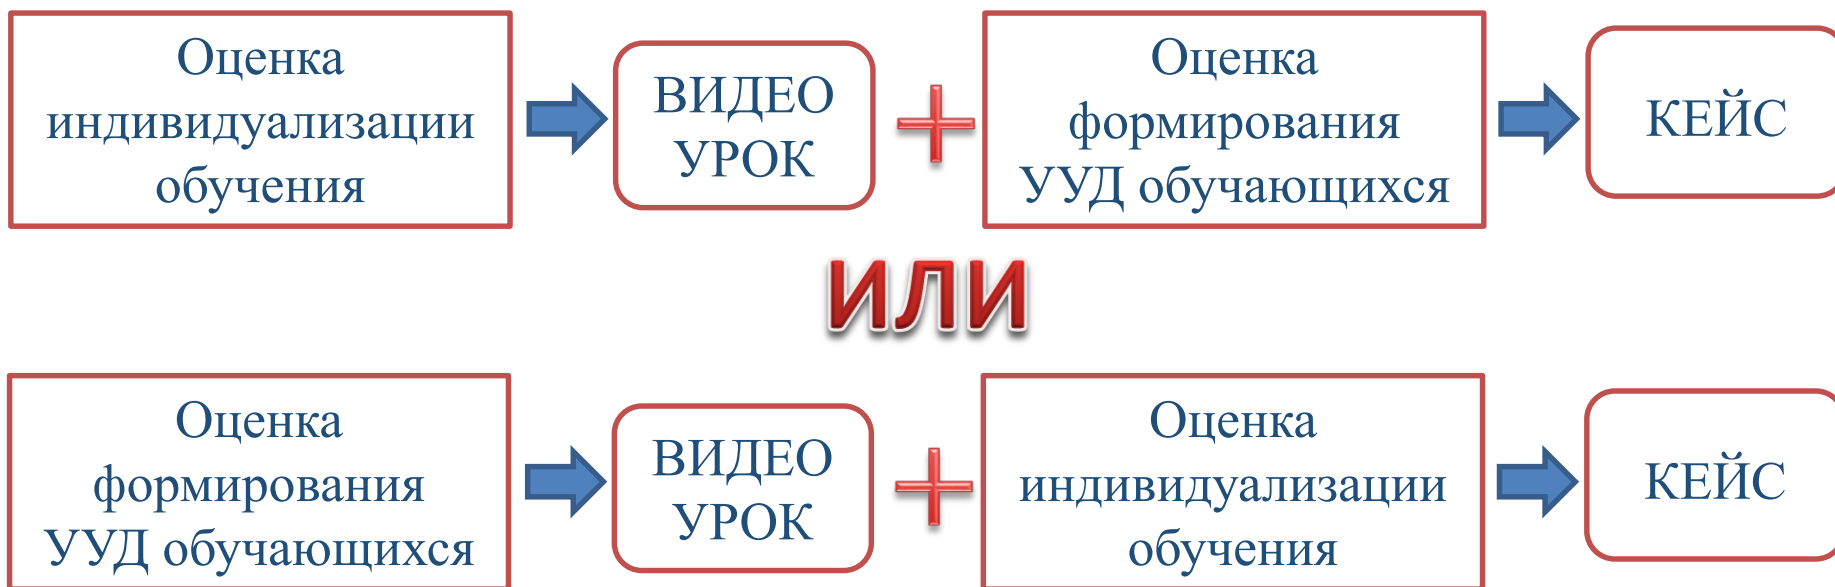 Оценка
индивидуализации
обучения
ВИДЕО
УРОК
Оценка
формирования
УУД обучающихся
КЕЙС
ИЛИ
Оценка
формирования
УУД обучающихся
ВИДЕО
УРОК
Оценка
индивидуализации
обучения
КЕЙС